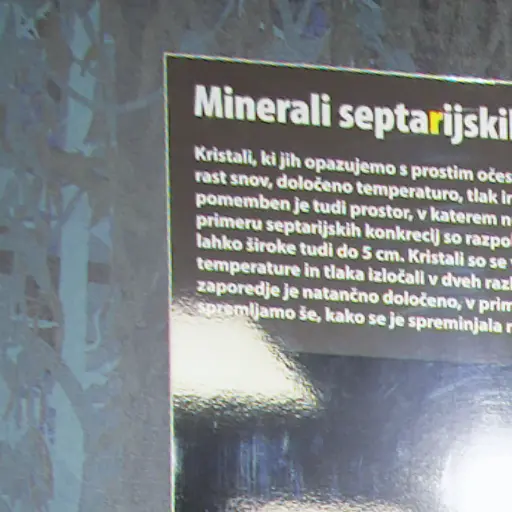 Minerali septarijski
Kristali, ki jih opazujemo s prostim oče
rast snov, določeno temperaturo, tlak in
pomemben je tudi prostor, v katerem n
primeru septarijskih konkrecij so razpo
lahko široke tudi do 5 cm. Kristali so se v
temperature in tlaka izločali v dveh raz
zaporedje je natančno določeno, v prim
spremljamo še, kako se je spreminjala